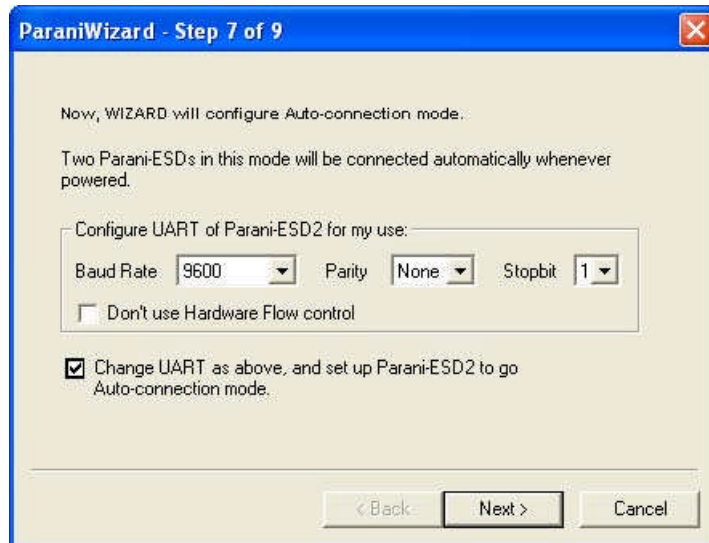 ParaniWizard - Step 7 of 9
Now, WIZARD will configure Auto-connection mode.
Two Parani-ESDs in this mode will be connected automatically whenever
powered.
Configure UART of Parani-ESD2 for my use:
Baud Rate 9600 Parity None Stopbit 1
Don't use Hardware Flow control
Change UART as above, and set up Parani-ESD2 to go
Auto-connection mode.
< Back Next > Cancel